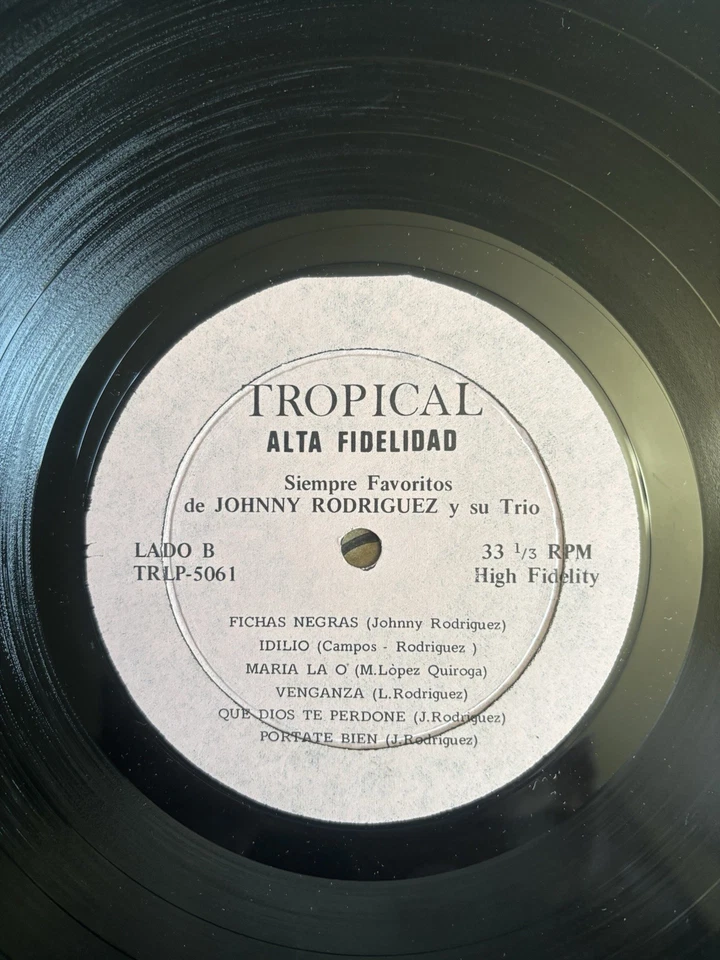 TROPICAL
ALTA FIDELIDAD
Siempre Favoritos
de JOHNNY RODRIGUEZ y su Trio
LADO B
TRLP-5061
33 1/3 RPM
High Fidelity
FICHAS NEGRAS (Johnny Rodriguez)
IDILIO (Campos - Rodriguez )
MARIA LA O' (M.Lòpez Quiroga)
VENGANZA (L.Rodriguez)
QUE DIOS TE PERDONE (J.Rodriguez)
PORTATE BIEN (J.Rodriguez)